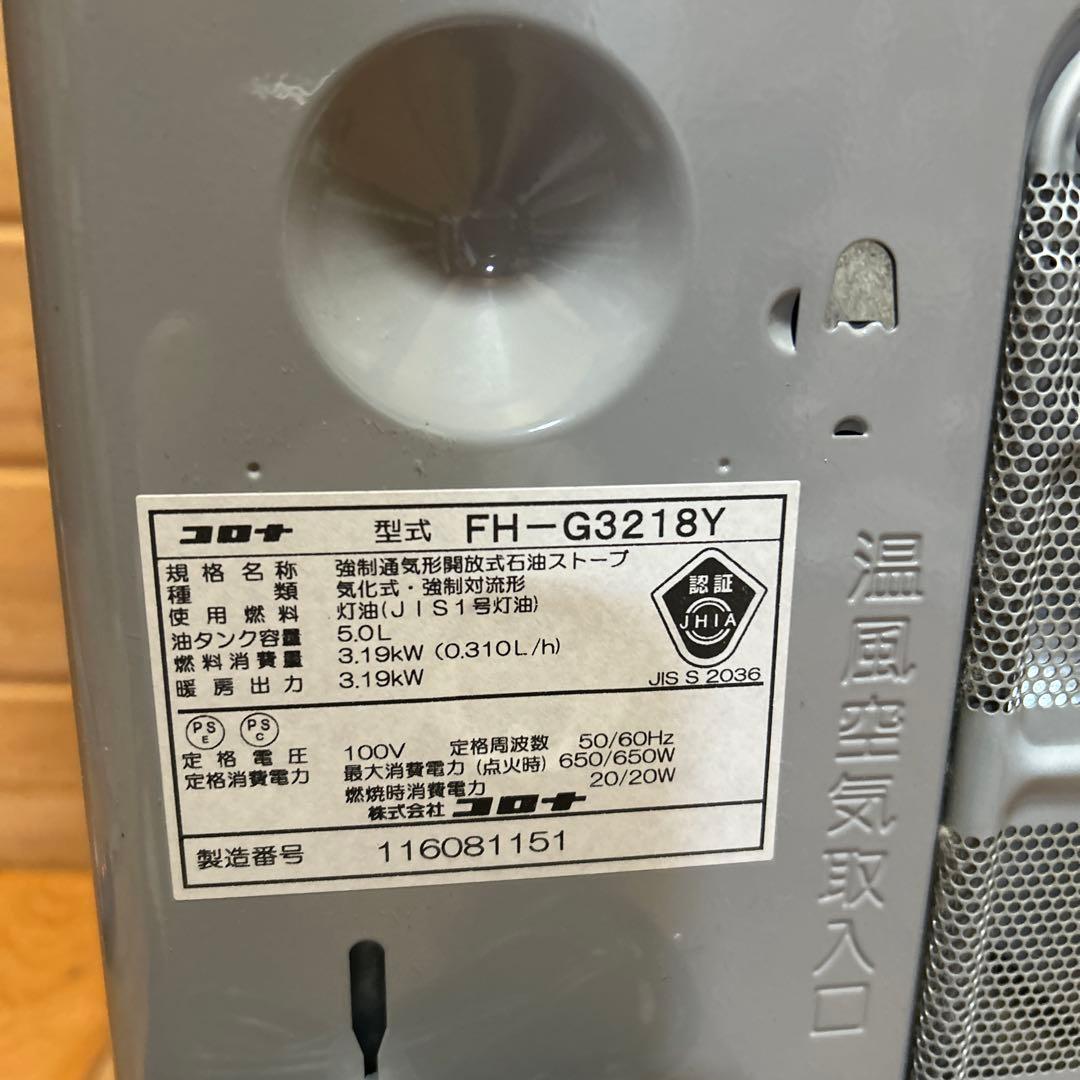 コロナ 型式 FH-G3218Y
規格名称 強制通気形開放式石油ストーブ
種類 気化式・強制対流形
使用燃料 灯油(JIS1号灯油)
油タンク容量 5.0L
燃料消費量 3.19kW (0.310L/h)
暖房出力 3.19kW
認証
JHIA
JIS S 2036
PS E PS C
定格電圧 100V 定格周波数 50/60Hz
定格消費電力 最大消費電力(点火時) 650/650W
燃焼時消費電力 20/20W
株式会社 コロナ
製造番号 116081151
温風空気取入口